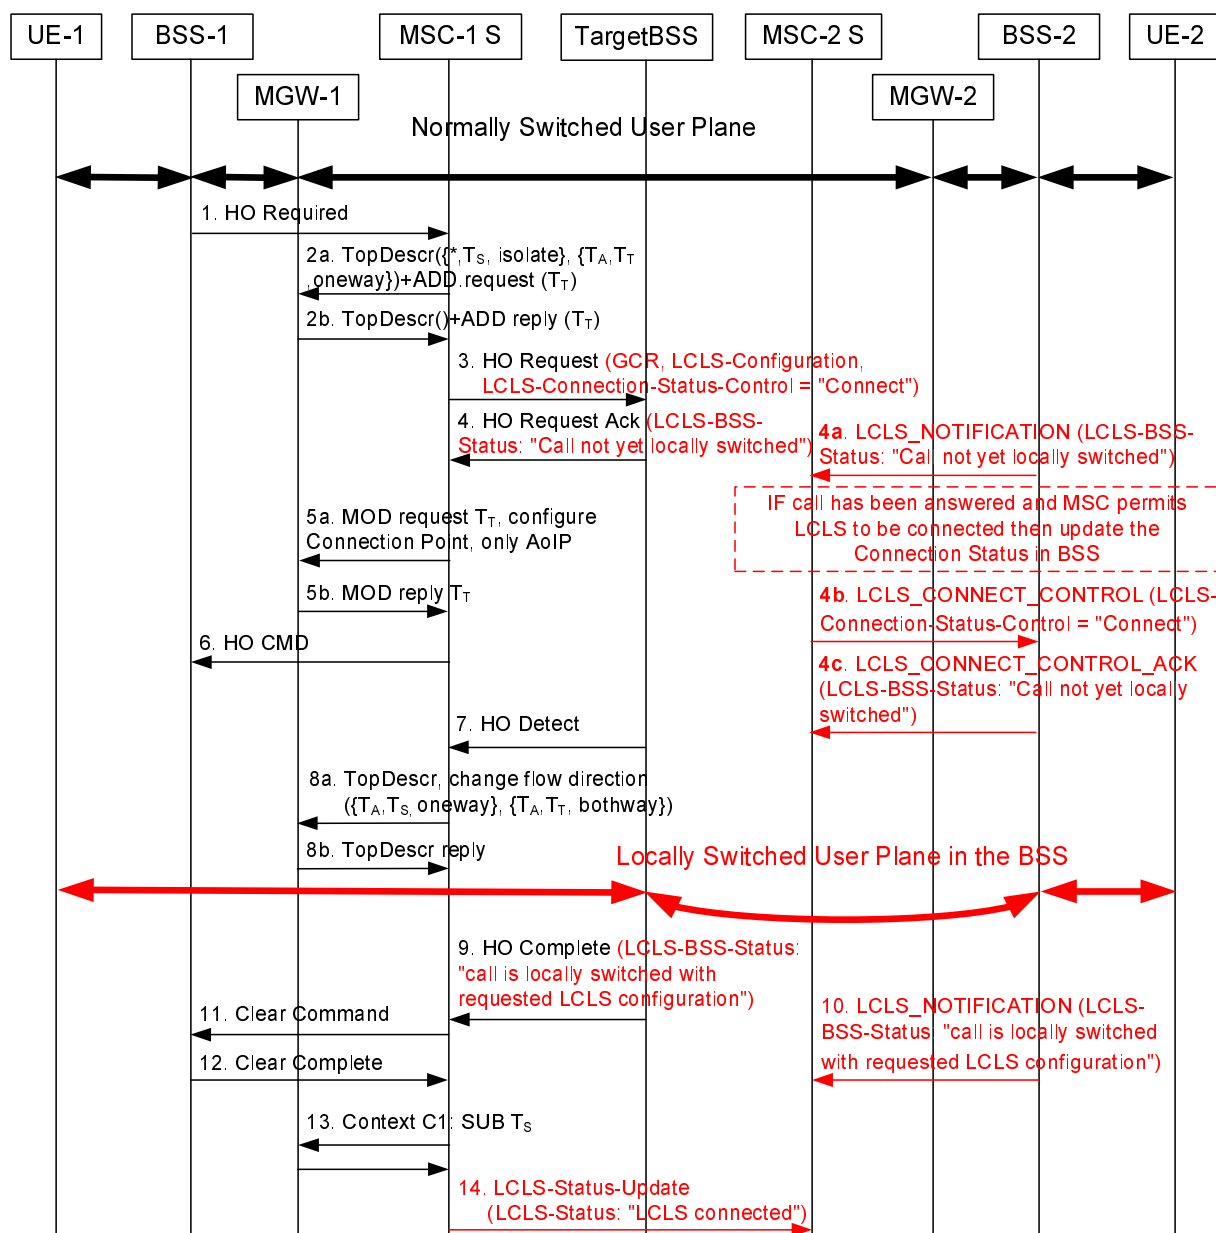 UE-1 BSS-1 MSC-1 S TargetBSS MSC-2 S BSS-2 UE-2
MGW-1 MGW-2
Normally Switched User Plane
1. HO Required
2a. TopDescr({*,TS, isolate}, {TA,TT
,oneway})+ADD.request (TT)
2b. TopDescr()+ADD reply (TT)
3. HO Request (GCR, LCLS-Configuration,
LCLS-Connection-Status-Control = "Connect")
4. HO Request Ack (LCLS-BSS-
Status: "Call not yet locally switched")
4a. LCLS_NOTIFICATION (LCLS-BSS-
Status: "Call not yet locally switched")
IF call has been answered and MSC permits
LCLS to be connected then update the
Connection Status in BSS
5a. MOD request TT, configure
Connection Point, only AoIP
5b. MOD reply TT
4b. LCLS_CONNECT_CONTROL (LCLS-
Connection-Status-Control = "Connect")
6. HO CMD
4c. LCLS_CONNECT_CONTROL_ACK
(LCLS-BSS-Status: "Call not yet locally
switched")
7. HO Detect
8a. TopDescr, change flow direction
({TA,TS, oneway}, {TA,TT, bothway})
8b. TopDescr reply
Locally Switched User Plane in the BSS
9. HO Complete (LCLS-BSS-Status:
"call is locally switched with
requested LCLS configuration")
10. LCLS_NOTIFICATION (LCLS-
BSS-Status: "call is locally switched
with requested LCLS configuration")
11. Clear Command
12. Clear Complete
13. Context C1: SUB TS
14. LCLS-Status-Update
(LCLS-Status: "LCLS connected")